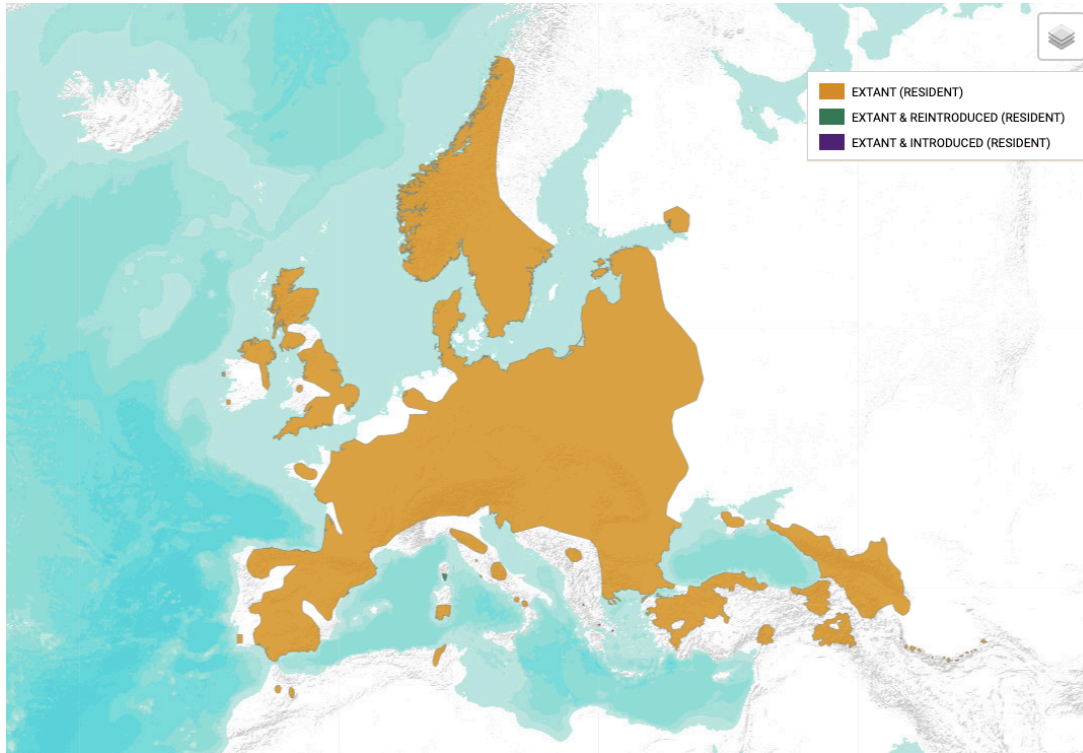 EXTANT (RESIDENT)
EXTANT & REINTRODUCED (RESIDENT)
EXTANT & INTRODUCED (RESIDENT)